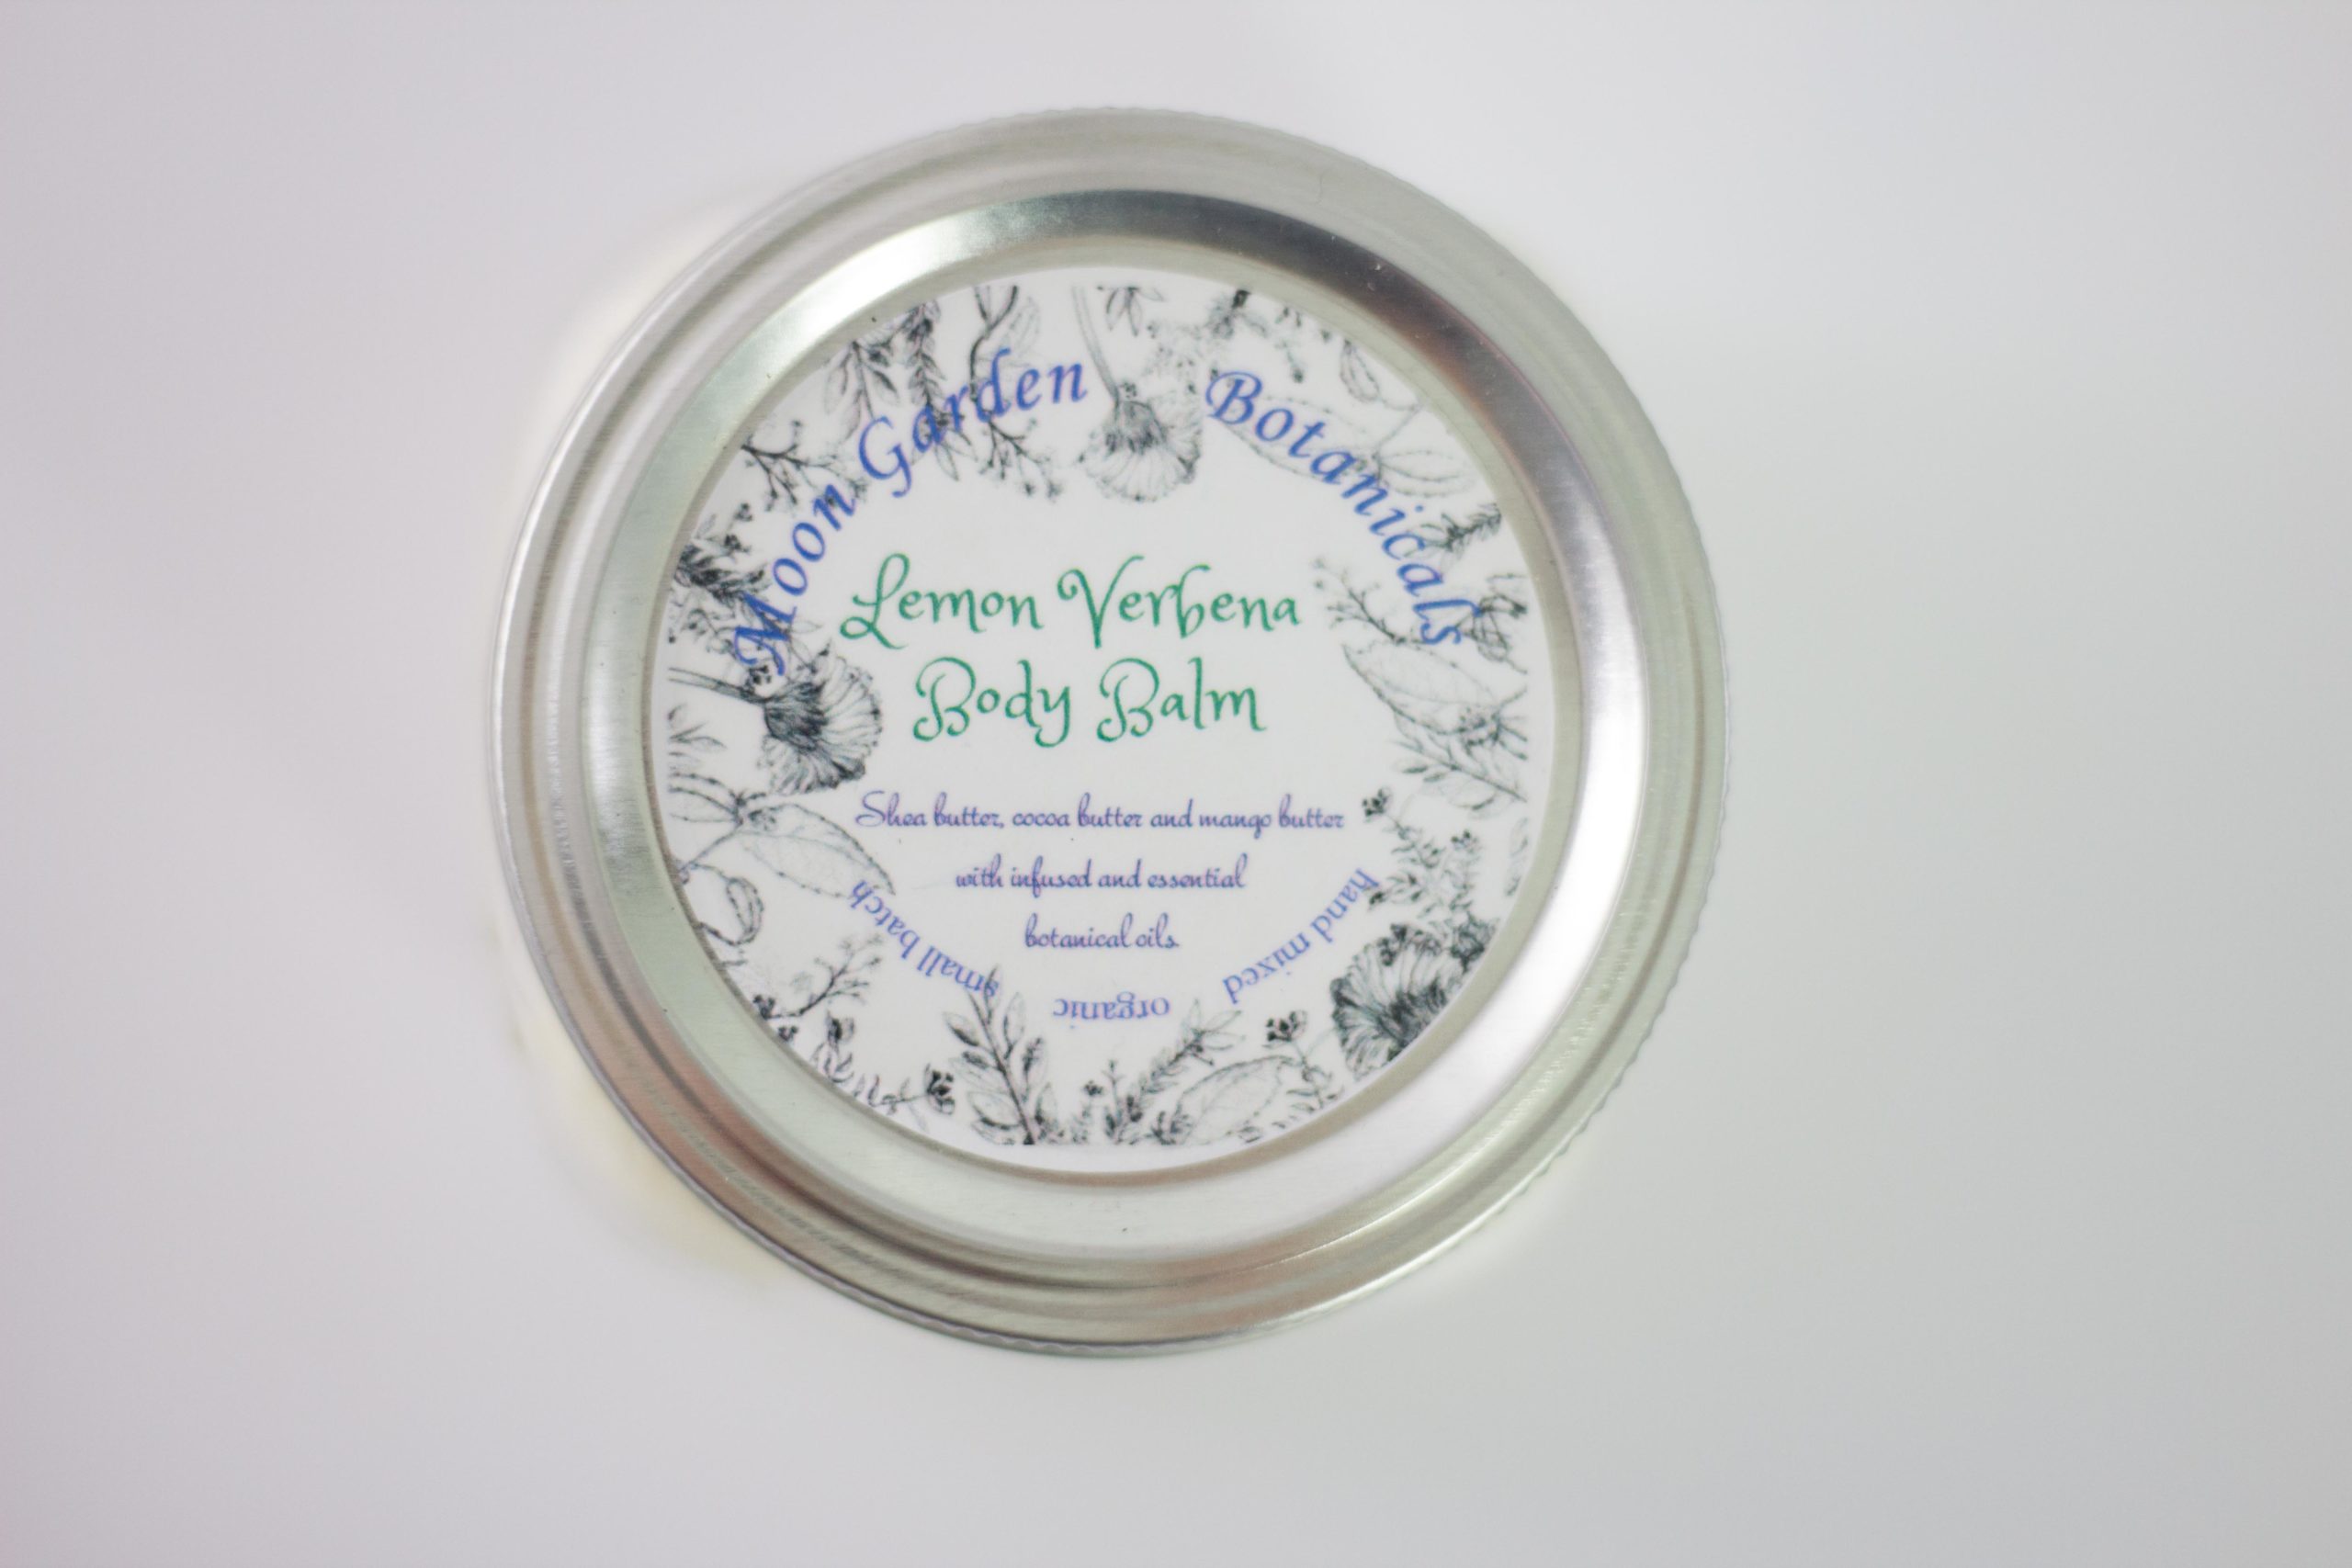 Moon Garden Botanicals
Lemon Verbena
Body Balm
Shea butter, cocoa butter and mango butter
with infused and essential
botanical oils.
hand mixed
organic
small batch